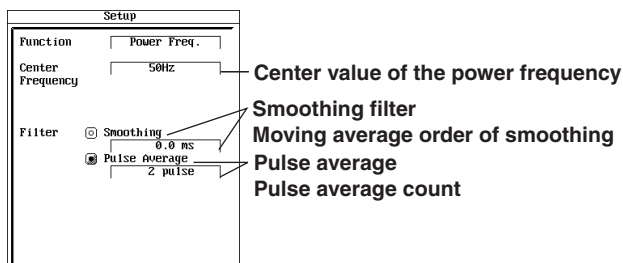 Setup
Function Power Freq.
Center Frequency 50Hz
Center value of the power frequency
Filter Smoothing
0.0 ms
Pulse Average
2 pulse
Smoothing filter
Moving average order of smoothing
Pulse average
Pulse average count